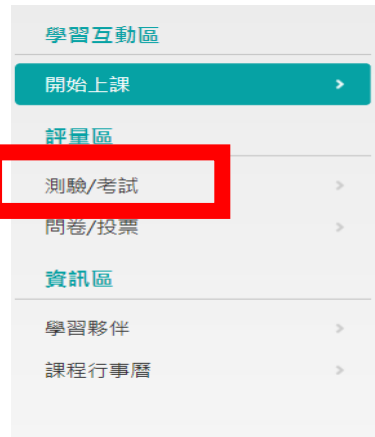 學習互動區
開始上課
評量區
測驗/考試
問卷/投票
資訊區
學習夥伴
課程行事曆